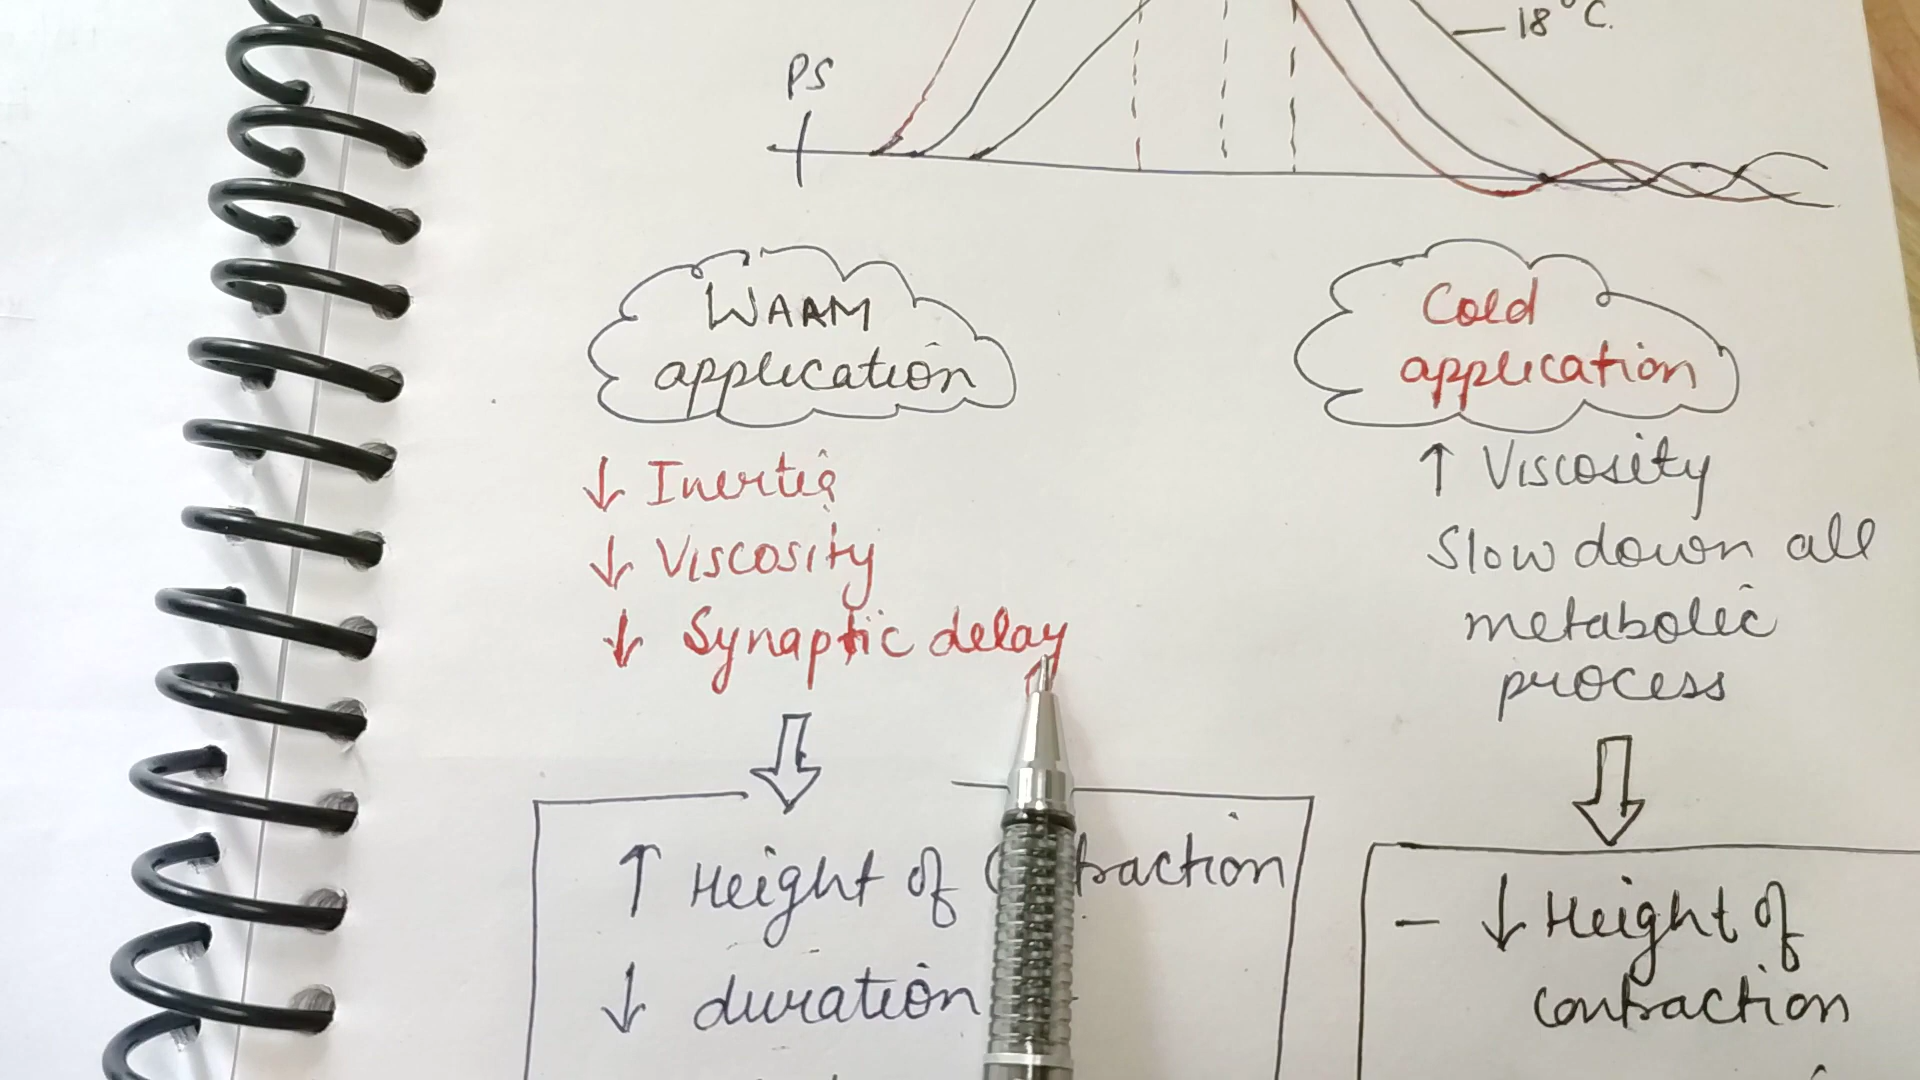 18°C.
PS
WARM
application
↓ Inertia
↓ Viscosity
↓ Synaptic delay
↑ Height of traction
↓ duration
Cold
application
↑ Viscosity
Slow down all
metabolic
process
- ↓ Height of
contraction